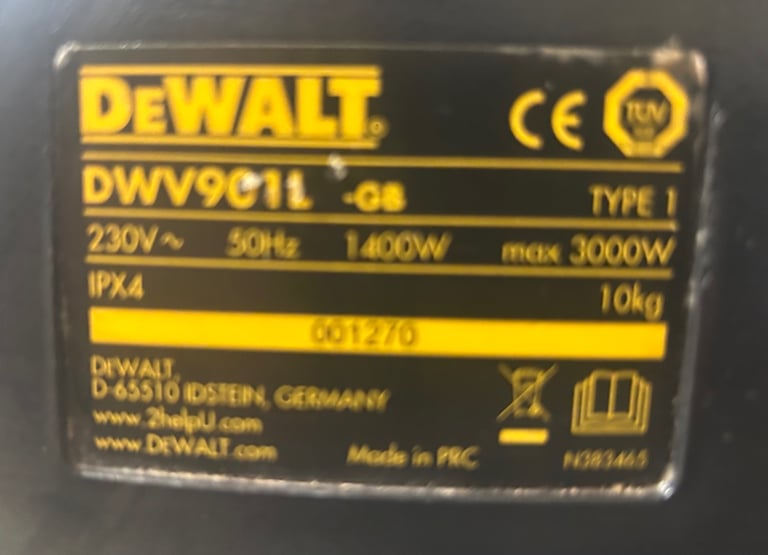 DEWALT®
CE TÜV
DWV901L -GB TYPE 1
230V~ 50Hz 1400W max 3000W
IPX4 10kg
001270
DEWALT,
D-65510 IDSTEIN, GERMANY
www.2helpU.com
www.DEWALT.com
Made in PRC N383465